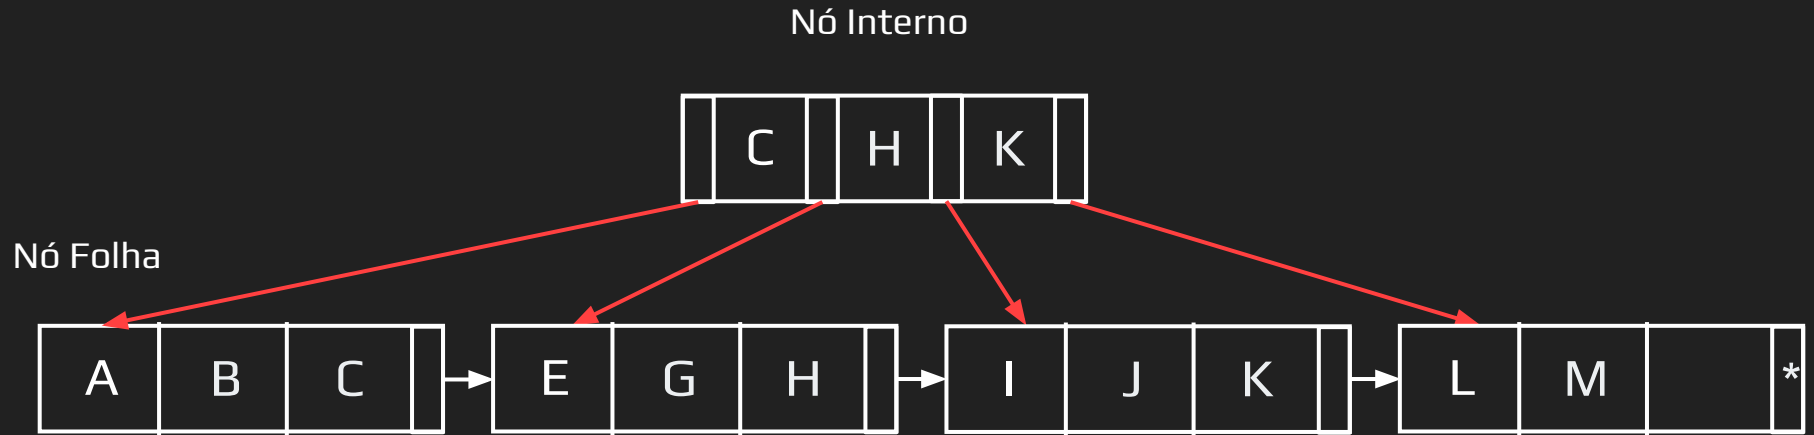 Nó Interno
C H K
Nó Folha
A B C E G H I J K L M *